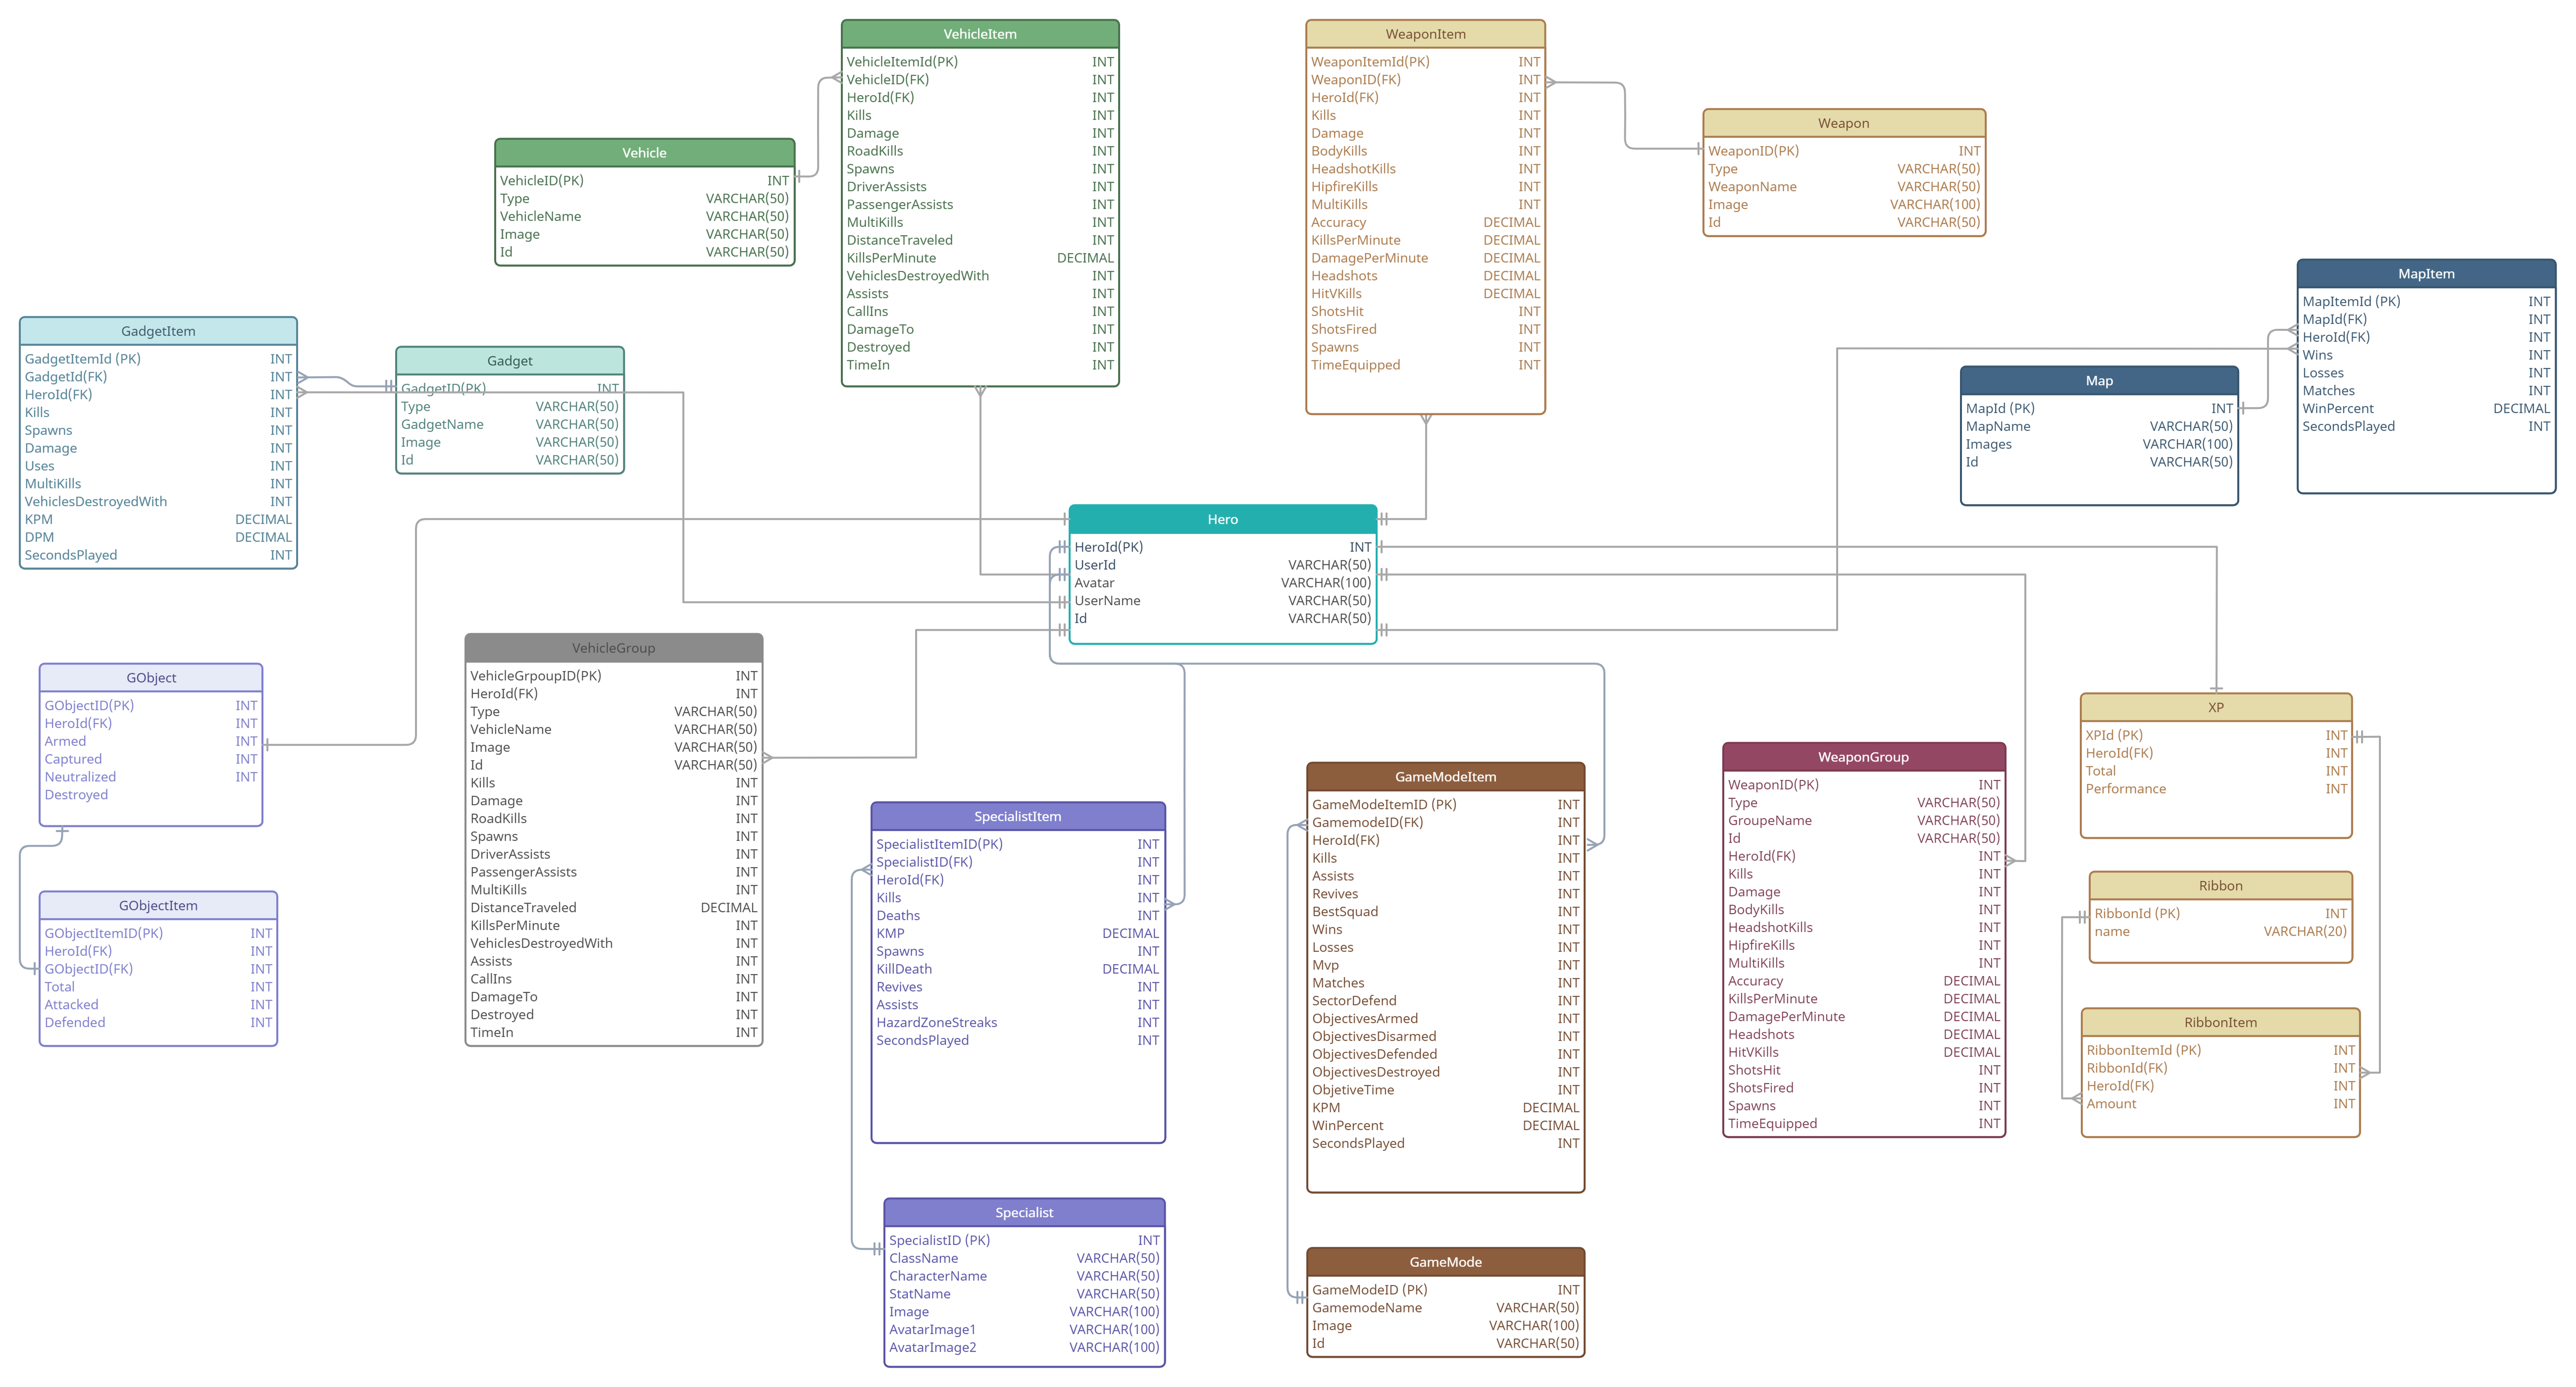 VehicleItem
VehicleItemId(PK) INT
VehicleID(FK) INT
HeroId(FK) INT
Kills INT
Damage INT
RoadKills INT
Spawns INT
DriverAssists INT
PassengerAssists INT
MultiKills INT
DistanceTraveled INT
KillsPerMinute DECIMAL
VehiclesDestroyedWith INT
Assists INT
CallIns INT
DamageTo INT
Destroyed INT
TimeIn INT
WeaponItem
WeaponItemId(PK) INT
WeaponID(FK) INT
HeroId(FK) INT
Kills INT
Damage INT
BodyKills INT
HeadshotKills INT
HipfireKills INT
MultiKills INT
Accuracy DECIMAL
KillsPerMinute DECIMAL
DamagePerMinute DECIMAL
Headshots DECIMAL
HitVKills DECIMAL
ShotsHit INT
ShotsFired INT
Spawns INT
TimeEquipped INT
Weapon
WeaponID(PK) INT
Type VARCHAR(50)
WeaponName VARCHAR(50)
Image VARCHAR(100)
Id VARCHAR(50)
Vehicle
VehicleID(PK) INT
Type VARCHAR(50)
VehicleName VARCHAR(50)
Image VARCHAR(50)
Id VARCHAR(50)
MapItem
MapItemId (PK) INT
MapId(FK) INT
HeroId(FK) INT
Wins INT
Losses INT
Matches INT
WinPercent DECIMAL
SecondsPlayed INT
GadgetItem
GadgetItemId (PK) INT
GadgetId(FK) INT
HeroId(FK) INT
Kills INT
Spawns INT
Damage INT
Uses INT
MultiKills INT
VehiclesDestroyedWith INT
KPM DECIMAL
DPM DECIMAL
SecondsPlayed INT
Gadget
GadgetID(PK) INT
Type VARCHAR(50)
GadgetName VARCHAR(50)
Image VARCHAR(50)
Id VARCHAR(50)
Map
MapId (PK) INT
MapName VARCHAR(50)
Images VARCHAR(100)
Id VARCHAR(50)
Hero
HeroId(PK) INT
UserId VARCHAR(50)
Avatar VARCHAR(100)
UserName VARCHAR(50)
Id VARCHAR(50)
VehicleGroup
VehicleGrpoupID(PK) INT
HeroId(FK) INT
Type VARCHAR(50)
VehicleName VARCHAR(50)
Image VARCHAR(50)
Id VARCHAR(50)
Kills INT
Damage INT
RoadKills INT
Spawns INT
DriverAssists INT
PassengerAssists INT
MultiKills INT
DistanceTraveled DECIMAL
KillsPerMinute INT
VehiclesDestroyedWith INT
Assists INT
CallIns INT
DamageTo INT
Destroyed INT
TimeIn INT
GObject
GObjectID(PK) INT
HeroId(FK) INT
Armed INT
Captured INT
Neutralized INT
Destroyed
GObjectItem
GObjectItemID(PK) INT
HeroId(FK) INT
GObjectID(FK) INT
Total INT
Attacked INT
Defended INT
SpecialistItem
SpecialistItemID(PK) INT
SpecialistID(FK) INT
HeroId(FK) INT
Kills INT
Deaths INT
KMP DECIMAL
Spawns INT
KillDeath DECIMAL
Revives INT
Assists INT
HazardZoneStreaks INT
SecondsPlayed INT
Specialist
SpecialistID (PK) INT
ClassName VARCHAR(50)
CharacterName VARCHAR(50)
StatName VARCHAR(50)
Image VARCHAR(100)
AvatarImage1 VARCHAR(100)
AvatarImage2 VARCHAR(100)
GameModeItem
GameModeItemID (PK) INT
GamemodeID(FK) INT
HeroId(FK) INT
Kills INT
Assists INT
Revives INT
BestSquad INT
Wins INT
Losses INT
Mvp INT
Matches INT
SectorDefend INT
ObjectivesArmed INT
ObjectivesDisarmed INT
ObjectivesDefended INT
ObjectivesDestroyed INT
ObjetiveTime INT
KPM DECIMAL
WinPercent DECIMAL
SecondsPlayed INT
GameMode
GameModeID (PK) INT
GamemodeName VARCHAR(50)
Image VARCHAR(100)
Id VARCHAR(50)
WeaponGroup
WeaponID(PK) INT
Type VARCHAR(50)
GroupeName VARCHAR(50)
Id VARCHAR(50)
HeroId(FK) INT
Kills INT
Damage INT
BodyKills INT
HeadshotKills INT
HipfireKills INT
MultiKills INT
Accuracy DECIMAL
KillsPerMinute DECIMAL
DamagePerMinute DECIMAL
Headshots DECIMAL
HitVKills DECIMAL
ShotsHit INT
ShotsFired INT
Spawns INT
TimeEquipped INT
XP
XPId (PK) INT
HeroId(FK) INT
Total INT
Performance INT
Ribbon
RibbonId (PK) INT
name VARCHAR(20)
RibbonItem
RibbonItemId (PK) INT
RibbonId(FK) INT
HeroId(FK) INT
Amount INT